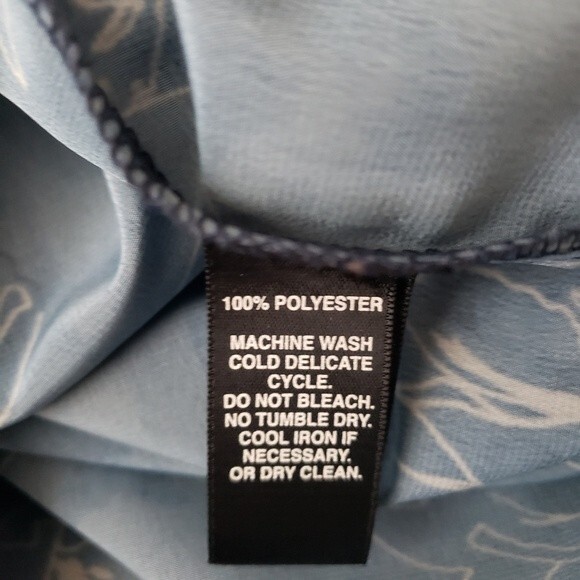 100% POLYESTER
MACHINE WASH
COLD DELICATE
CYCLE.
DO NOT BLEACH.
NO TUMBLE DRY.
COOL IRON IF
NECESSARY.
OR DRY CLEAN.